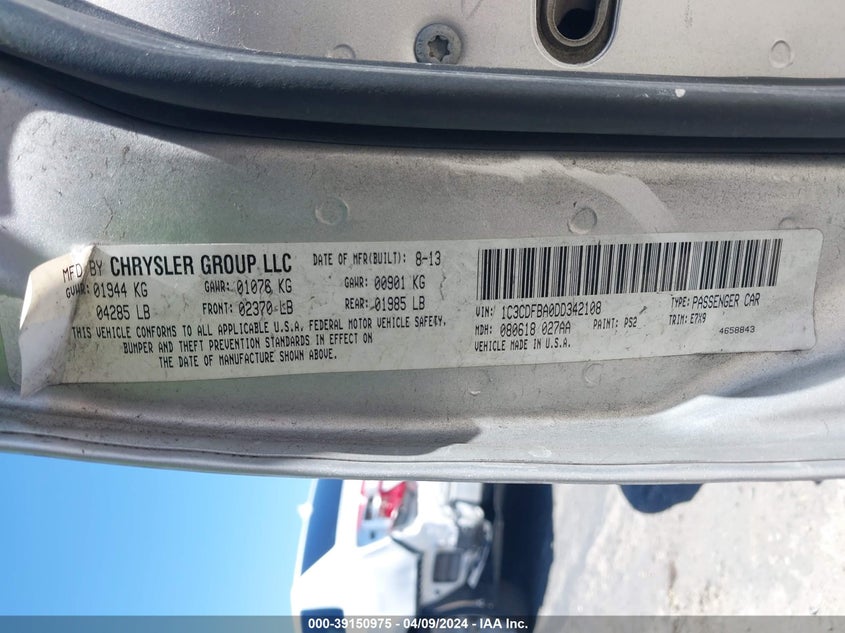 MFD BY CHRYSLER GROUP LLC DATE OF MFR(BUILT): 8-13
GVWR: 01944 KG GAWR: 01076 KG GAWR: 00901 KG
04285 LB FRONT: 02370 LB REAR: 01985 LB
THIS VEHICLE CONFORMS TO ALL APPLICABLE U.S.A. FEDERAL MOTOR VEHICLE SAFETY,
BUMPER AND THEFT PREVENTION STANDARDS IN EFFECT ON
THE DATE OF MANUFACTURE SHOWN ABOVE.
VIN: 1C3CDFBA0DD342108 TYPE: PASSENGER CAR
MDH: 080618 027AA PAINT: PS2 TRIM: E7X9
VEHICLE MADE IN U.S.A. 4658843
000-39150975 - 04/09/2024 - IAA Inc.